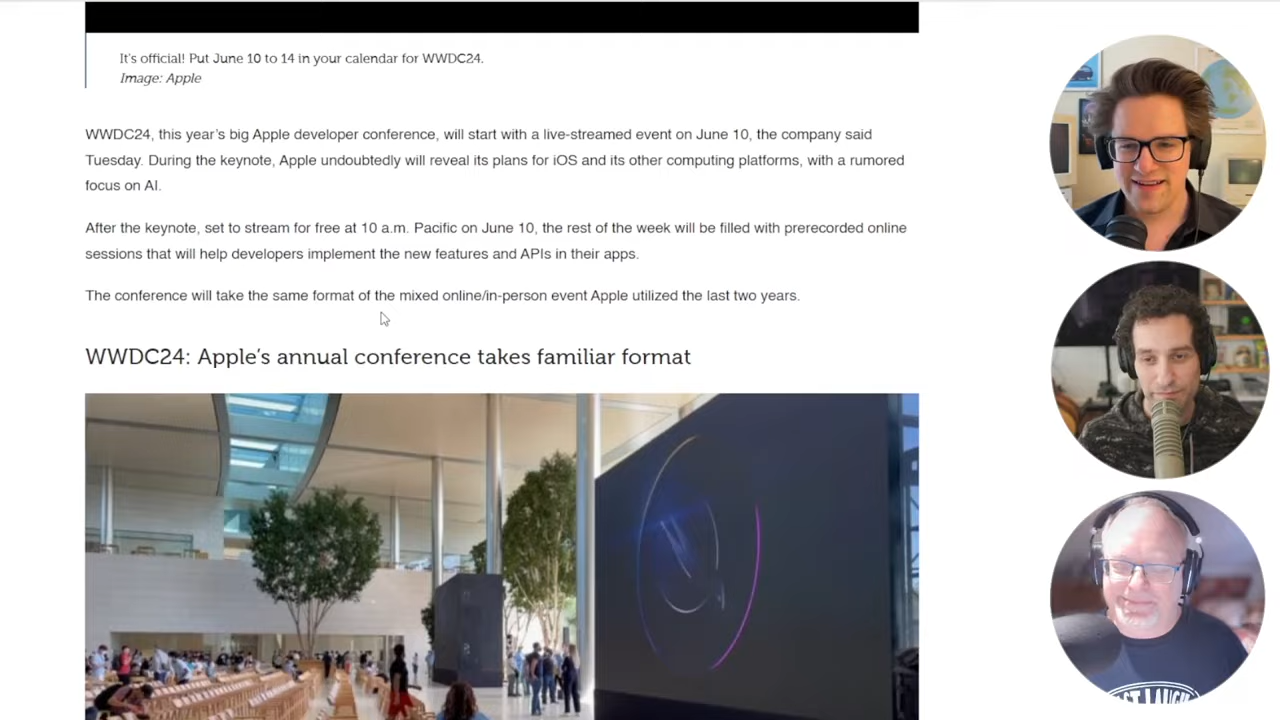 It's official! Put June 10 to 14 in your calendar for WWDC24.
Image: Apple
WWDC24, this year's big Apple developer conference, will start with a live-streamed event on June 10, the company said
Tuesday. During the keynote, Apple undoubtedly will reveal its plans for iOS and its other computing platforms, with a rumored
focus on AI.
After the keynote, set to stream for free at 10 a.m. Pacific on June 10, the rest of the week will be filled with prerecorded online
sessions that will help developers implement the new features and APIs in their apps.
The conference will take the same format of the mixed online/in-person event Apple utilized the last two years.
WWDC24: Apple's annual conference takes familiar format